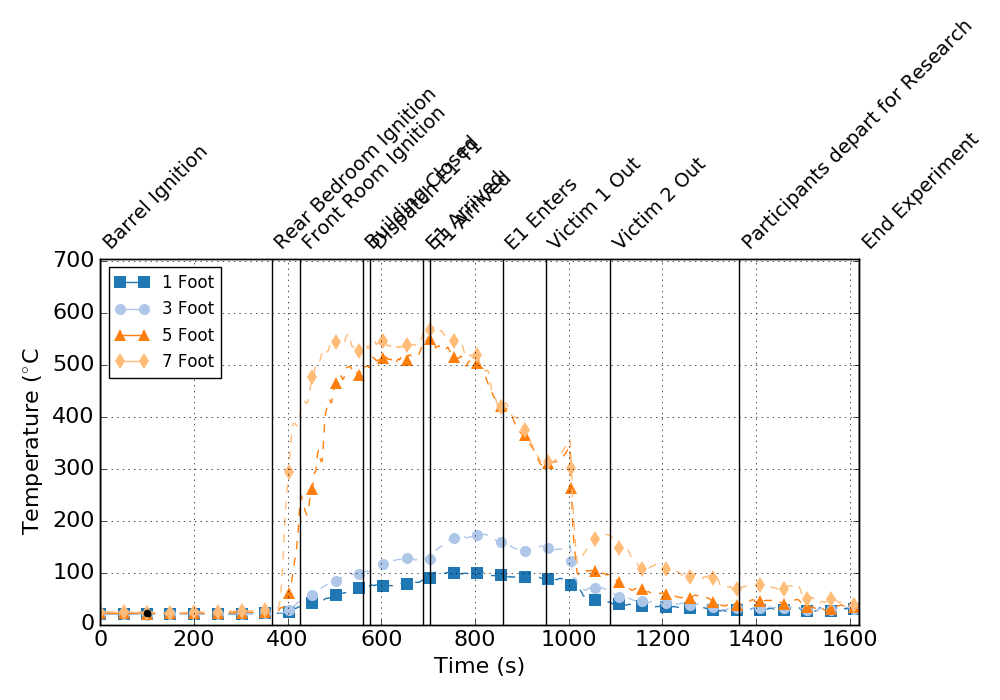 Barrel Ignition
Rear Bedroom Ignition
Front Room Ignition
Building Closed
Dispatch E1 T1
E1 Arrived
T1 Arrived
E1 Enters
Victim 1 Out
Victim 2 Out
Participants depart for Research
End Experiment
700
600
500
400
300
200
100
0
Temperature (°C
1 Foot
3 Foot
5 Foot
7 Foot
0 200 400 600 800 1000 1200 1400 1600
Time (s)